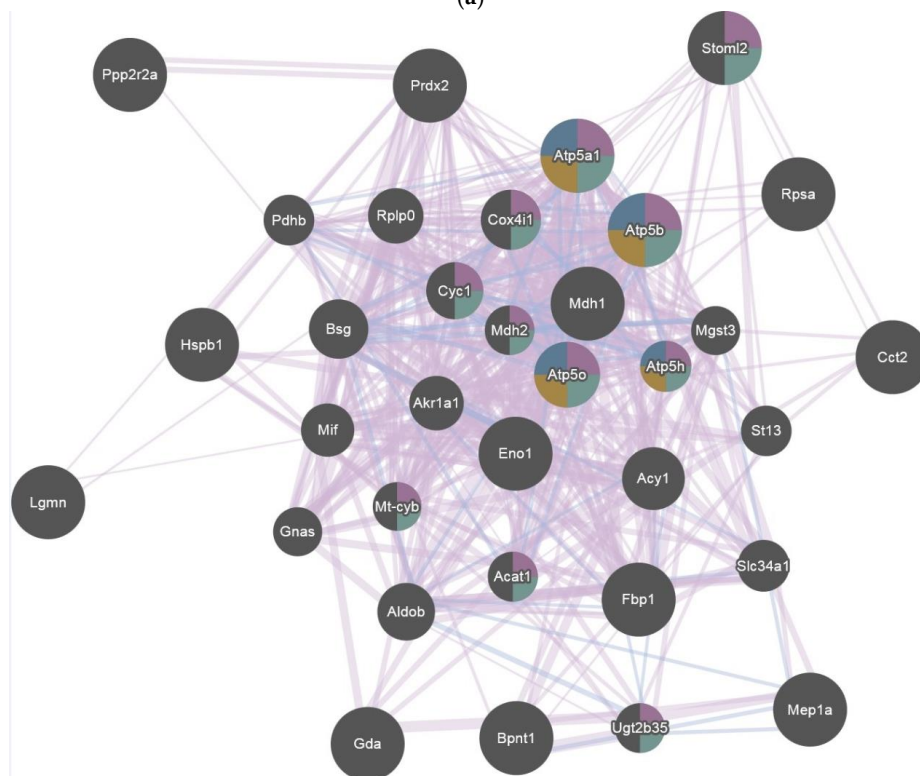 (a)
Stoml2
Ppp2r2a
Prdx2
Atp5a1
Rpsa
Pdhb
Rplp0
Cox4i1
Atp5b
Cyc1
Mdh1
Hspb1
Bsg
Mdh2
Mgst3
Cct2
Atp5o
Atp5h
Akr1a1
Mif
St13
Eno1
Acy1
Lgmn
Mt-cyb
Gnas
Acat1
Slc34a1
Aldob
Fbp1
Mep1a
Ugt2b35
Gda
Bpnt1